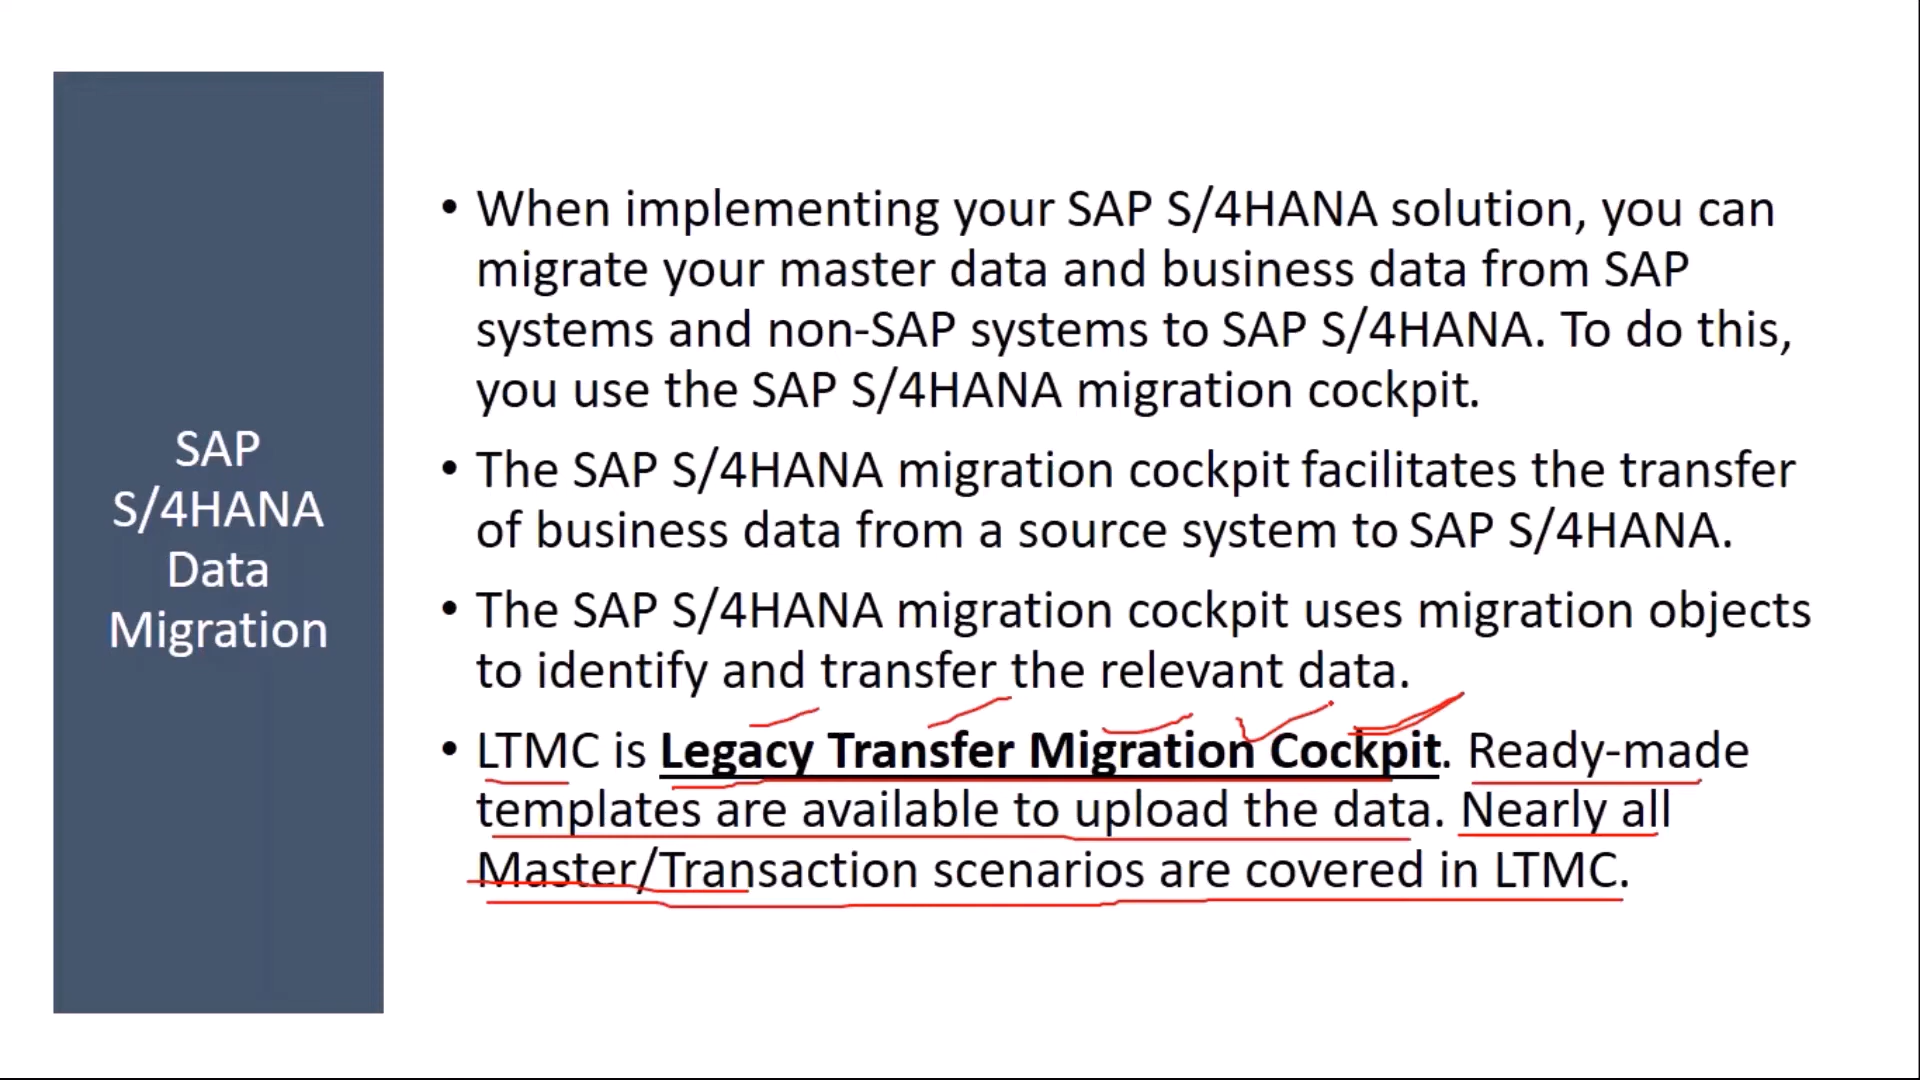 SAP
S/4HANA
Data
Migration
• When implementing your SAP S/4HANA solution, you can
migrate your master data and business data from SAP
systems and non-SAP systems to SAP S/4HANA. To do this,
you use the SAP S/4HANA migration cockpit.
• The SAP S/4HANA migration cockpit facilitates the transfer
of business data from a source system to SAP S/4HANA.
• The SAP S/4HANA migration cockpit uses migration objects
to identify and transfer the relevant data.
• LTMC is Legacy Transfer Migration Cockpit. Ready-made
templates are available to upload the data. Nearly all
Master/Transaction scenarios are covered in LTMC.